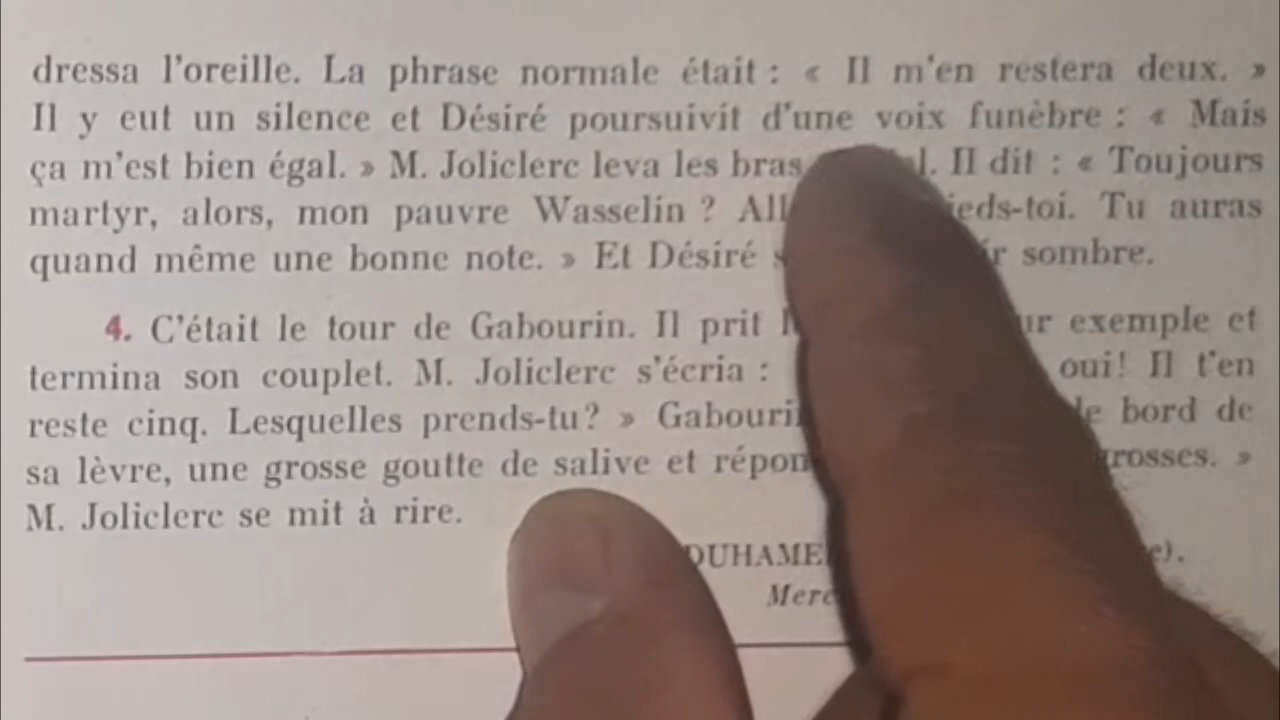 dressa l'oreille. La phrase normale était : « Il m'en restera deux. »
Il y eut un silence et Désiré poursuivit d'une voix funèbre : « Mais
ça m'est bien égal. » M. Joliclerc leva les bras l. Il dit : « Toujours
martyr, alors, mon pauvre Wasselin ? All ieds-toi. Tu auras
quand même une bonne note. » Et Désiré s r sombre.
4. C'était le tour de Gabourin. Il prit ur exemple et
termina son couplet. M. Joliclerc s'écria : oui! Il t'en
reste cinq. Lesquelles prends-tu? » Gabouri le bord de
sa lèvre, une grosse goutte de salive et répon rosses. »
M. Joliclerc se mit à rire.
DUHAME e).
Merc